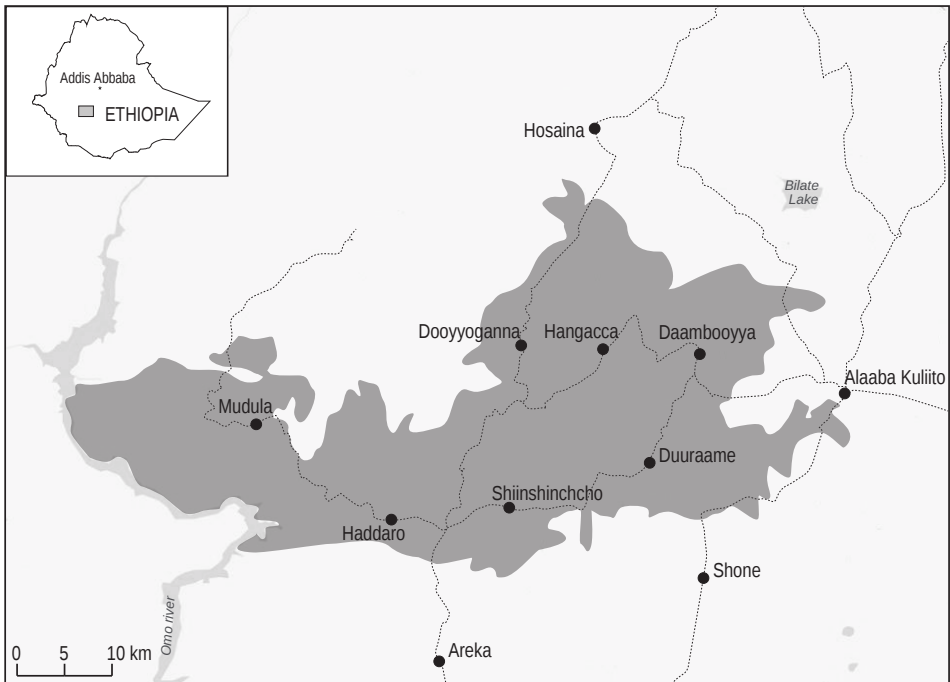 Addis Abbaba
ETHIOPIA
Hosaina
Bilate
Lake
Dooyyoganna
Hangacca
Daambooyya
Alaaba Kuliito
Mudula
Duuraame
Shiinshinchcho
Haddaro
Shone
Omo river
Areka
0 5 10 km